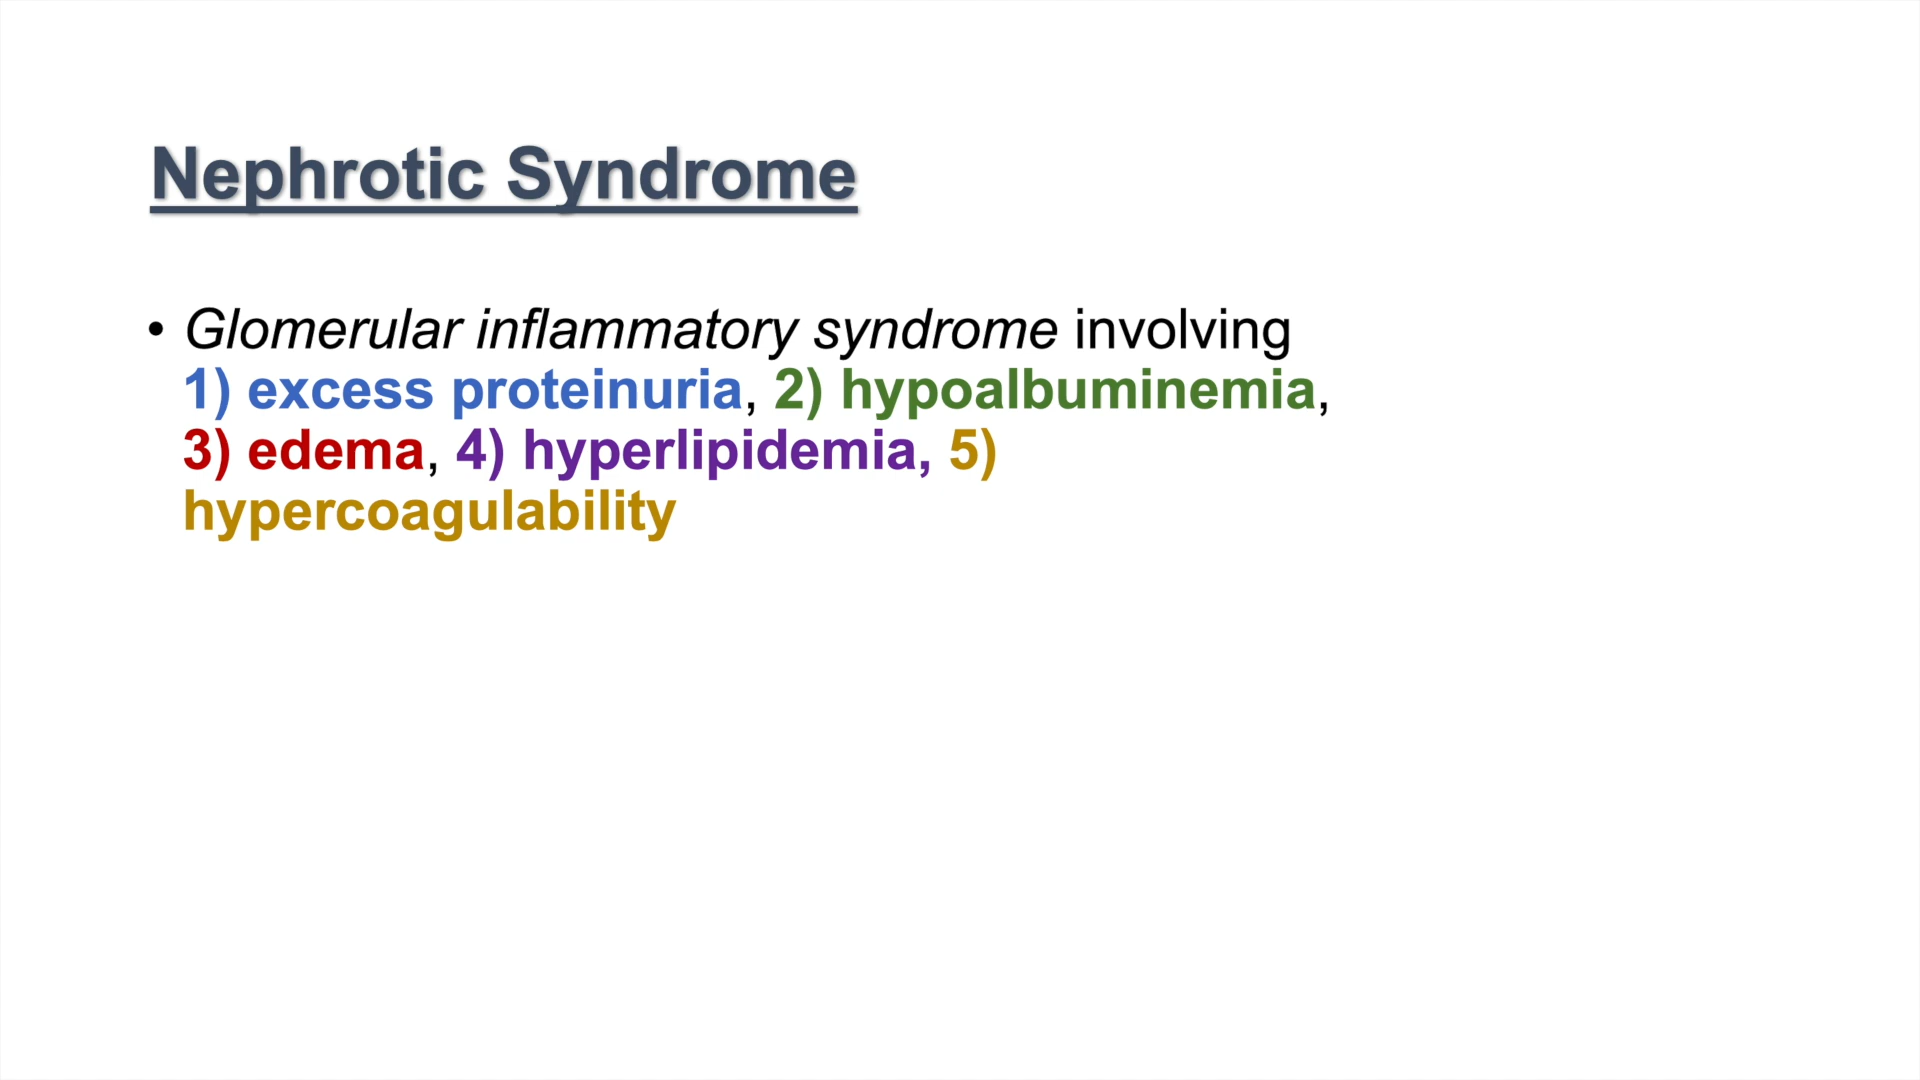 Nephrotic Syndrome
• Glomerular inflammatory syndrome involving
1) excess proteinuria, 2) hypoalbuminemia,
3) edema, 4) hyperlipidemia, 5)
hypercoagulability